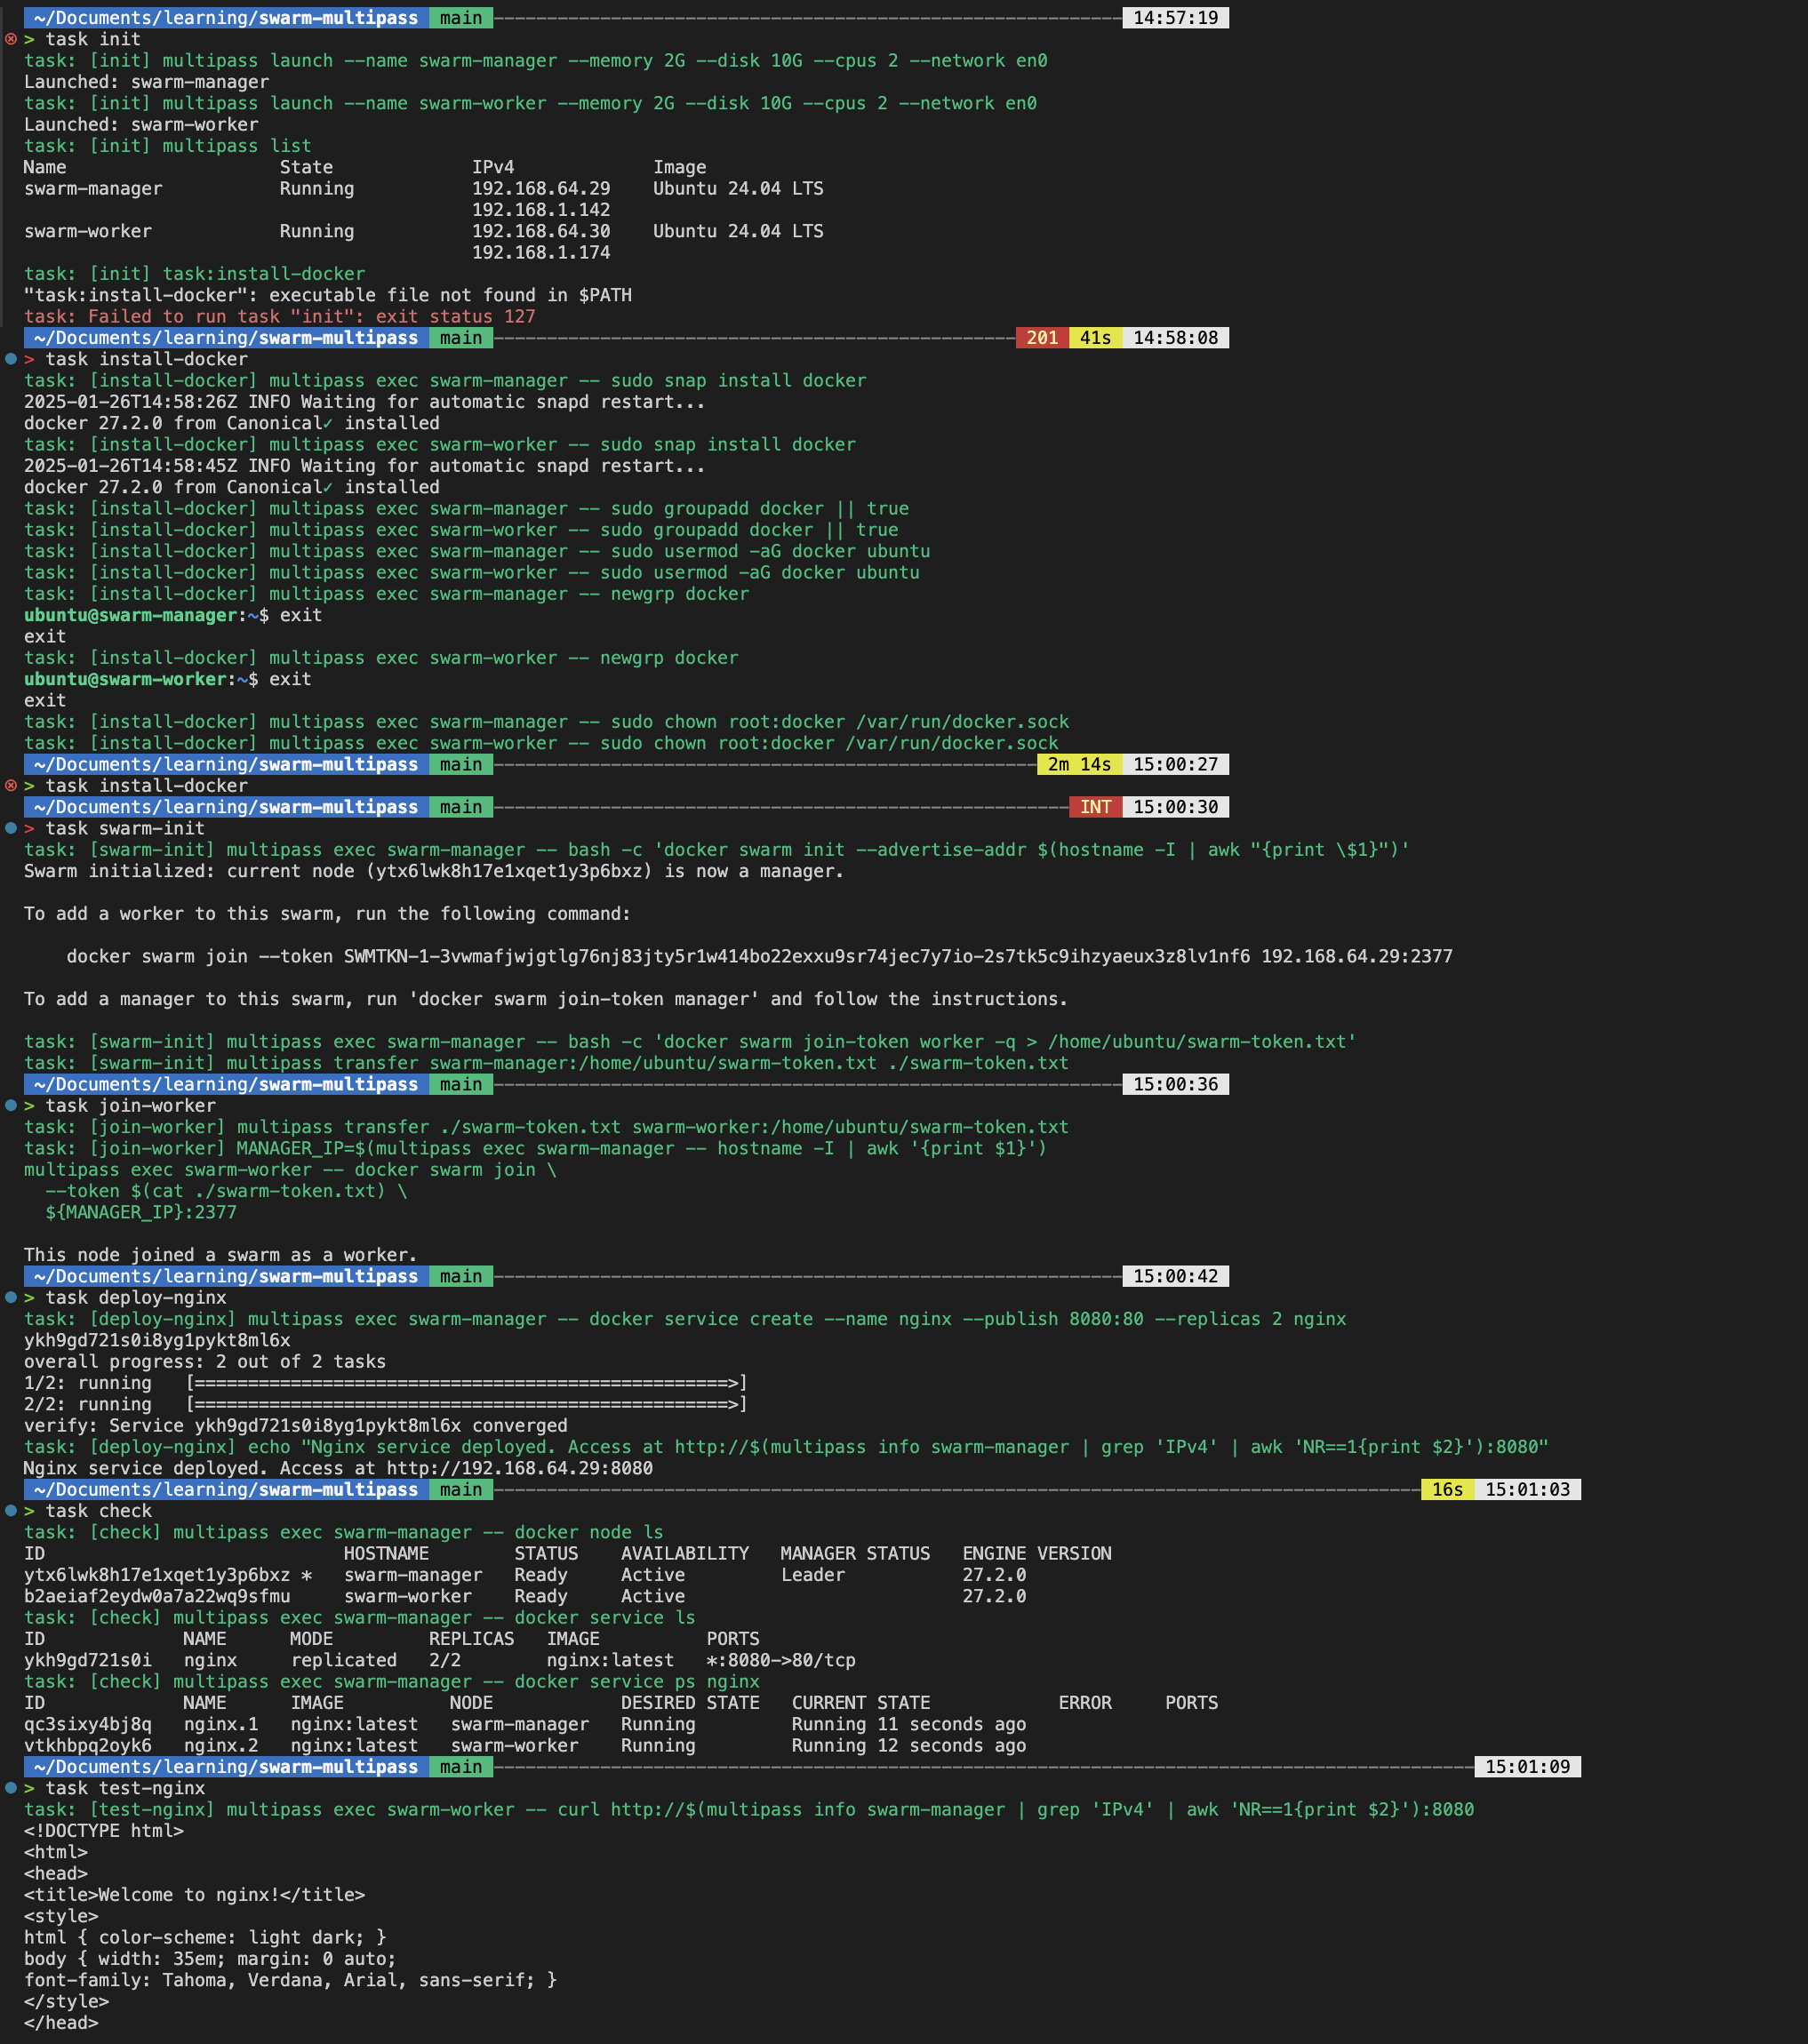 ~/Documents/learning/swarm-multipass main 14:57:19
> task init
task: [init] multipass launch --name swarm-manager --memory 2G --disk 10G --cpus 2 --network en0
Launched: swarm-manager
task: [init] multipass launch --name swarm-worker --memory 2G --disk 10G --cpus 2 --network en0
Launched: swarm-worker
task: [init] multipass list
Name State IPv4 Image
swarm-manager Running 192.168.64.29 Ubuntu 24.04 LTS
192.168.1.142
swarm-worker Running 192.168.64.30 Ubuntu 24.04 LTS
192.168.1.174
task: [init] task:install-docker
"task:install-docker": executable file not found in $PATH
task: Failed to run task "init": exit status 127
~/Documents/learning/swarm-multipass main 201 41s 14:58:08
> task install-docker
task: [install-docker] multipass exec swarm-manager -- sudo snap install docker
2025-01-26T14:58:26Z INFO Waiting for automatic snapd restart...
docker 27.2.0 from Canonical✓ installed
task: [install-docker] multipass exec swarm-worker -- sudo snap install docker
2025-01-26T14:58:45Z INFO Waiting for automatic snapd restart...
docker 27.2.0 from Canonical✓ installed
task: [install-docker] multipass exec swarm-manager -- sudo groupadd docker || true
task: [install-docker] multipass exec swarm-worker -- sudo groupadd docker || true
task: [install-docker] multipass exec swarm-manager -- sudo usermod -aG docker ubuntu
task: [install-docker] multipass exec swarm-worker -- sudo usermod -aG docker ubuntu
task: [install-docker] multipass exec swarm-manager -- newgrp docker
ubuntu@swarm-manager:~$ exit
exit
task: [install-docker] multipass exec swarm-worker -- newgrp docker
ubuntu@swarm-worker:~$ exit
exit
task: [install-docker] multipass exec swarm-manager -- sudo chown root:docker /var/run/docker.sock
task: [install-docker] multipass exec swarm-worker -- sudo chown root:docker /var/run/docker.sock
~/Documents/learning/swarm-multipass main 2m 14s 15:00:27
> task install-docker
~/Documents/learning/swarm-multipass main INT 15:00:30
> task swarm-init
task: [swarm-init] multipass exec swarm-manager -- bash -c 'docker swarm init --advertise-addr $(hostname -I | awk "{print \$1}")'
Swarm initialized: current node (ytx6lwk8h17e1xqet1y3p6bxz) is now a manager.
To add a worker to this swarm, run the following command:
docker swarm join --token SWMTKN-1-3vwmafjwjgtlg76nj83jty5r1w414bo22exxu9sr74jec7y7io-2s7tk5c9ihzyaeux3z8lv1nf6 192.168.64.29:2377
To add a manager to this swarm, run 'docker swarm join-token manager' and follow the instructions.
task: [swarm-init] multipass exec swarm-manager -- bash -c 'docker swarm join-token worker -q > /home/ubuntu/swarm-token.txt'
task: [swarm-init] multipass transfer swarm-manager:/home/ubuntu/swarm-token.txt ./swarm-token.txt
~/Documents/learning/swarm-multipass main 15:00:36
> task join-worker
task: [join-worker] multipass transfer ./swarm-token.txt swarm-worker:/home/ubuntu/swarm-token.txt
task: [join-worker] MANAGER_IP=$(multipass exec swarm-manager -- hostname -I | awk '{print $1}')
multipass exec swarm-worker -- docker swarm join \
--token $(cat ./swarm-token.txt) \
${MANAGER_IP}:2377
This node joined a swarm as a worker.
~/Documents/learning/swarm-multipass main 15:00:42
> task deploy-nginx
task: [deploy-nginx] multipass exec swarm-manager -- docker service create --name nginx --publish 8080:80 --replicas 2 nginx
ykh9gd721s0i8yg1pykt8ml6x
overall progress: 2 out of 2 tasks
1/2: running [==================================================>]
2/2: running [==================================================>]
verify: Service ykh9gd721s0i8yg1pykt8ml6x converged
task: [deploy-nginx] echo "Nginx service deployed. Access at http://$(multipass info swarm-manager | grep 'IPv4' | awk 'NR==1{print $2}'):8080"
Nginx service deployed. Access at http://192.168.64.29:8080
~/Documents/learning/swarm-multipass main 16s 15:01:03
> task check
task: [check] multipass exec swarm-manager -- docker node ls
ID HOSTNAME STATUS AVAILABILITY MANAGER STATUS ENGINE VERSION
ytx6lwk8h17e1xqet1y3p6bxz * swarm-manager Ready Active Leader 27.2.0
b2aeiaf2eydw0a7a22wq9sfmu swarm-worker Ready Active 27.2.0
task: [check] multipass exec swarm-manager -- docker service ls
ID NAME MODE REPLICAS IMAGE PORTS
ykh9gd721s0i nginx replicated 2/2 nginx:latest *:8080->80/tcp
task: [check] multipass exec swarm-manager -- docker service ps nginx
ID NAME IMAGE NODE DESIRED STATE CURRENT STATE ERROR PORTS
qc3sixy4bj8q nginx.1 nginx:latest swarm-manager Running Running 11 seconds ago
vtkhbpq2oyk6 nginx.2 nginx:latest swarm-worker Running Running 12 seconds ago
~/Documents/learning/swarm-multipass main 15:01:09
> task test-nginx
task: [test-nginx] multipass exec swarm-worker -- curl http://$(multipass info swarm-manager | grep 'IPv4' | awk 'NR==1{print $2}'):8080
<!DOCTYPE html>
<html>
<head>
<title>Welcome to nginx!</title>
<style>
html { color-scheme: light dark; }
body { width: 35em; margin: 0 auto;
font-family: Tahoma, Verdana, Arial, sans-serif; }
</style>
</head>